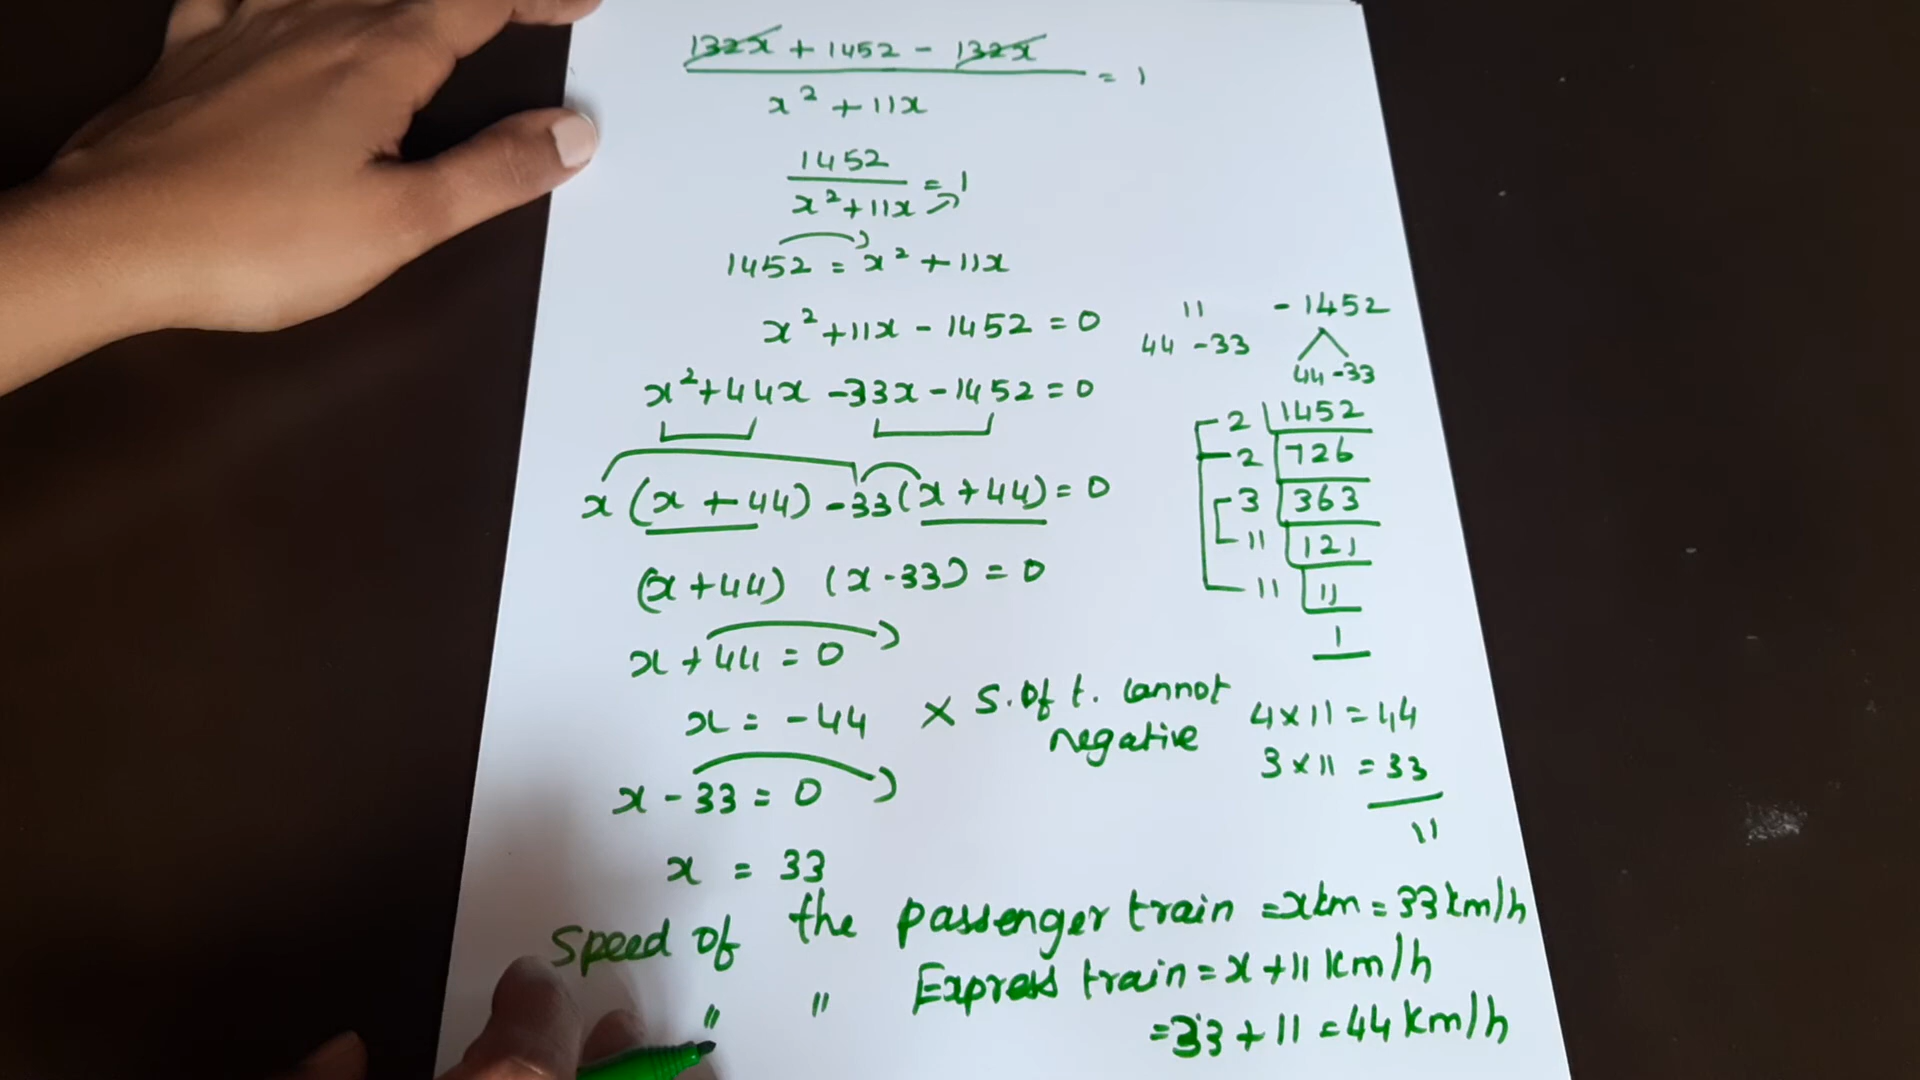 132x + 1452 - 132x = 1
x² + 11x
1452 = 1
x² + 11x
1452 = x² + 11x
x² + 11x - 1452 = 0
x² + 44x - 33x - 1452 = 0
x (x + 44) - 33 (x + 44) = 0
(x + 44) (x - 33) = 0
x + 44 = 0
x = - 44 × S. Of t. cannot
negative
x - 33 = 0
x = 33
Speed of the passenger train = x km = 33 km/h
" " Express train = x + 11 km/h
= 33 + 11 = 44 km/h
11 - 1452
44 - 33
44 - 33
2 1452
2 726
3 363
11 121
11 11
1
4 × 11 = 44
3 × 11 = 33
11